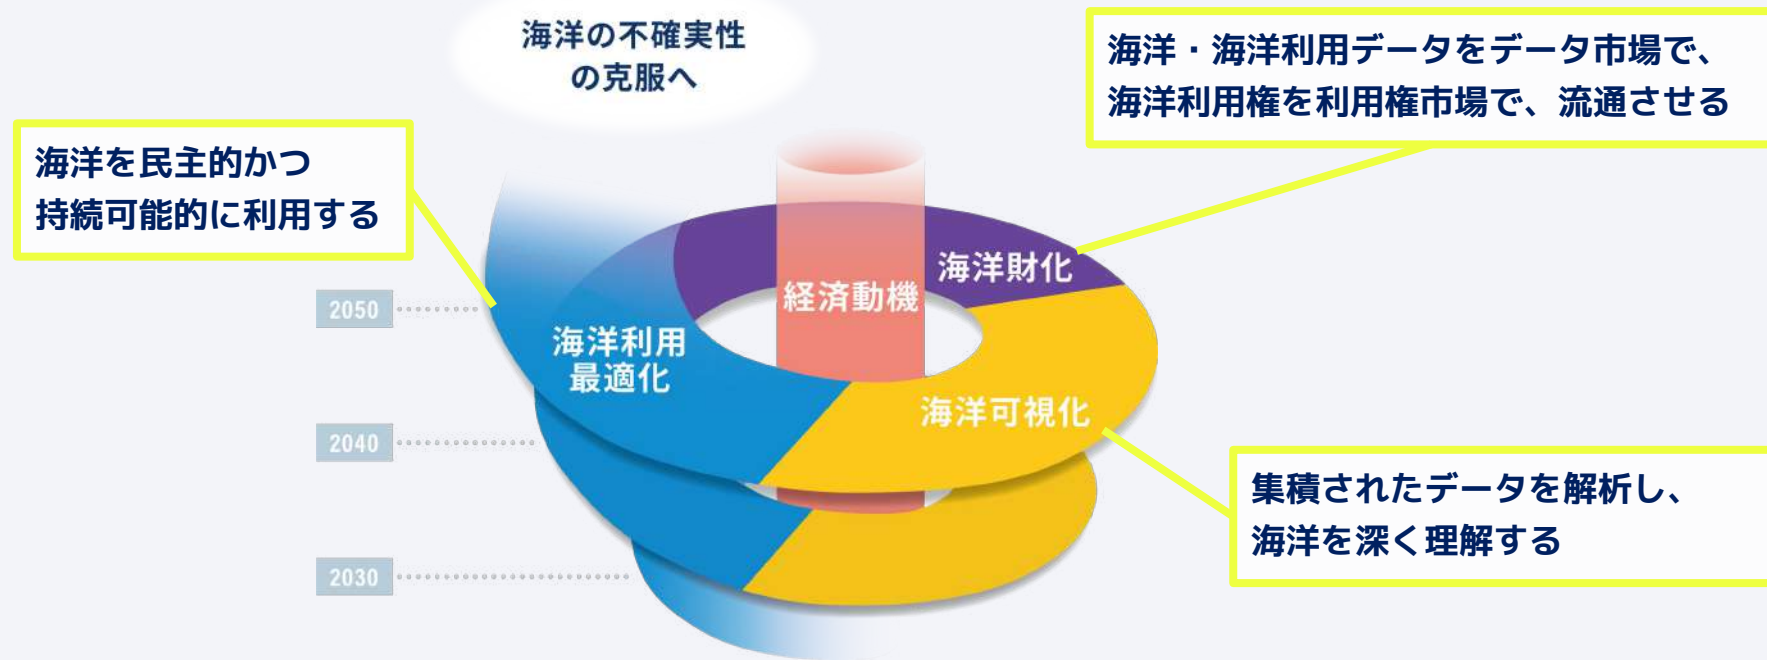 海洋の不確実性
の克服へ
海洋・海洋利用データをデータ市場で、
海洋利用権を利用権市場で、流通させる
海洋を民主的かつ
持続可能的に利用する
海洋財化
経済動機
2050
海洋利用
最適化
海洋可視化
2040
集積されたデータを解析し、
海洋を深く理解する
2030